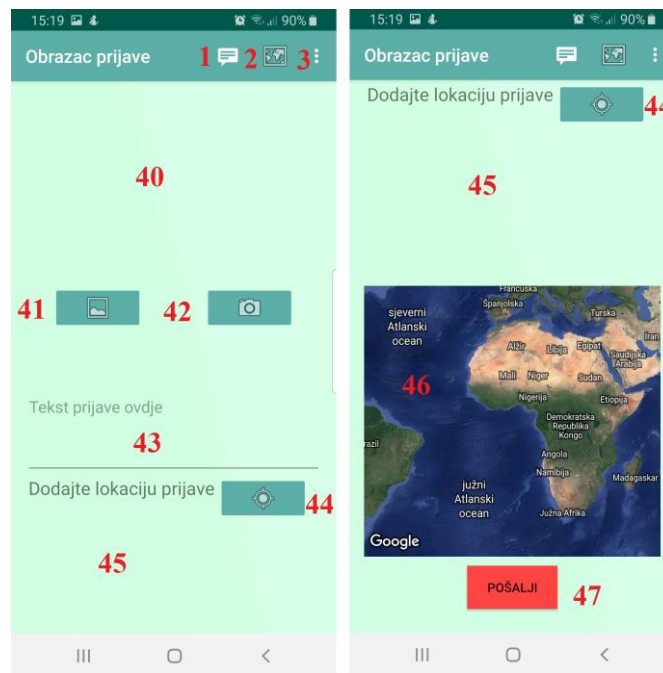 15:19 90%
Obrazac prijave 1 2 3
40
41 42
Tekst prijave ovdje
43
Dodajte lokaciju prijave 44
45
15:19 90%
Obrazac prijave
Dodajte lokaciju prijave 44
45
Francuska
Španjolska Turska
sjeverni
Atlanski
ocean
Alžir Libija Egipat Iran
Saudijska
Arabija
46 Mali Niger Sudan
Nigerija Etiopija
Demokratska
Republika
Kongo
razil
Angola
Namibija Madagaskar
južni
Atlanski
ocean
Južna Afrika
Google
POŠALJI 47